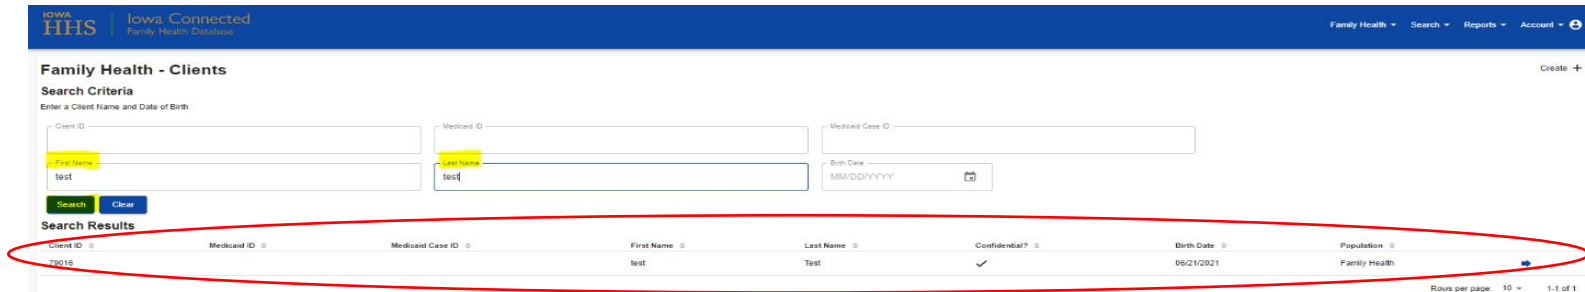 IOWA HHS Iowa Connected Family Health Database
Family Health Search Reports Account
Family Health - Clients
Create +
Search Criteria
Enter a Client Name and Date of Birth
Client ID Medicaid ID Medicaid Case ID
First Name Last Name Birth Date
test test MM/DD/YYYY
Search Clear
Search Results
Client ID Medicaid ID Medicaid Case ID First Name Last Name Confidential? Birth Date Population
79016 test Test 06/21/2021 Family Health
Rows per page: 10 1-1 of 1